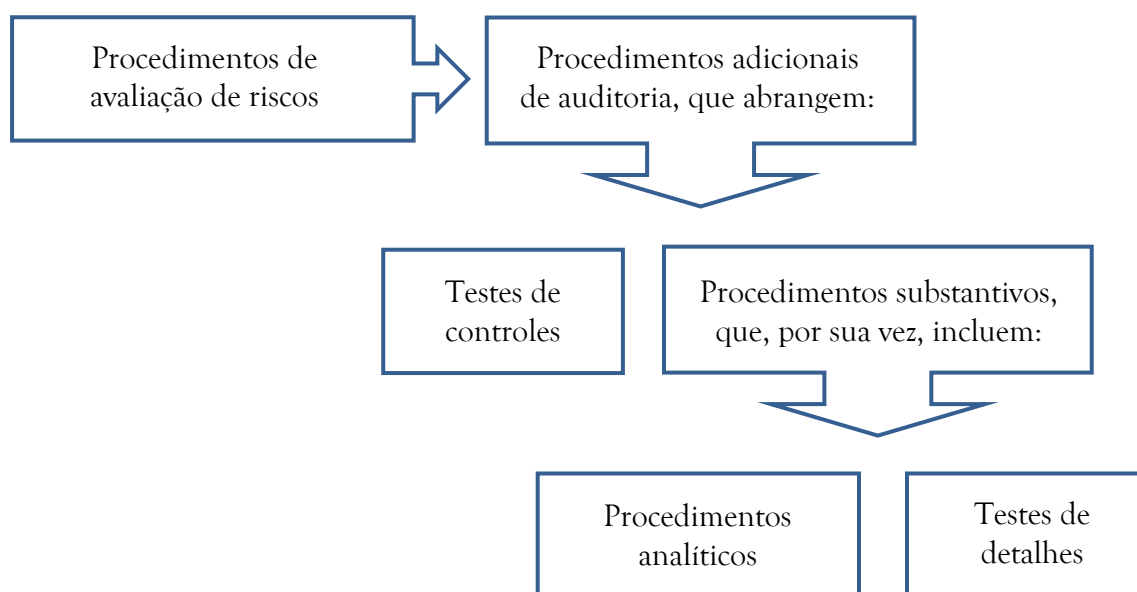 Procedimentos de
avaliação de riscos
Procedimentos adicionais
de auditoria, que abrangem:
Testes de
controles
Procedimentos substantivos,
que, por sua vez, incluem:
Procedimentos
analíticos
Testes de
detalhes